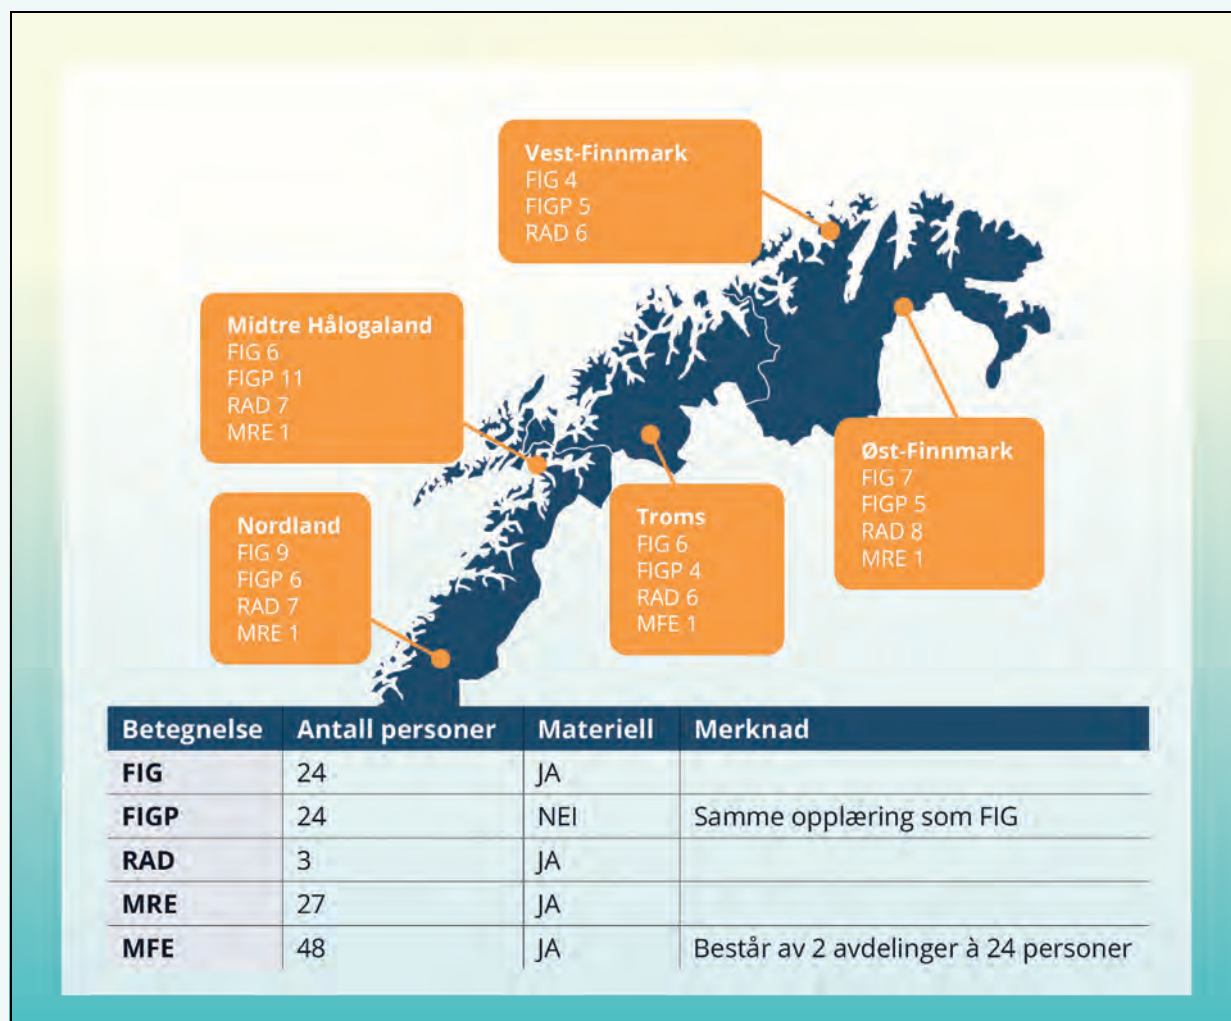 Vest-Finnmark
FIG 4
FIGP 5
RAD 6
Midtre Hålogaland
FIG 6
FIGP 11
RAD 7
MRE 1
Øst-Finnmark
FIG 7
FIGP 5
RAD 8
MRE 1
Nordland
FIG 9
FIGP 6
RAD 7
MRE 1
Troms
FIG 6
FIGP 4
RAD 6
MFE 1
Betegnelse Antall personer Materiell Merknad
FIG 24 JA
FIGP 24 NEI Samme opplæring som FIG
RAD 3 JA
MRE 27 JA
MFE 48 JA Består av 2 avdelinger à 24 personer